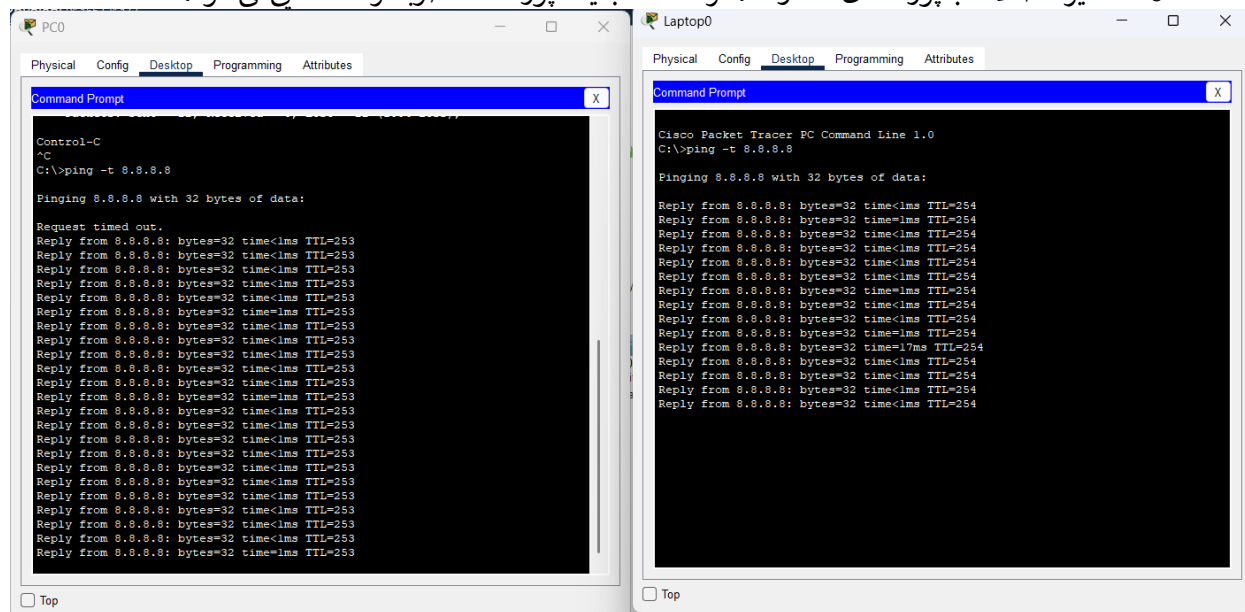 PC0
Physical Config Desktop Programming Attributes
Command Prompt X
Control-C
^C
C:\>ping -t 8.8.8.8
Pinging 8.8.8.8 with 32 bytes of data:
Request timed out.
Reply from 8.8.8.8: bytes=32 time<1ms TTL=253
Reply from 8.8.8.8: bytes=32 time<1ms TTL=253
Reply from 8.8.8.8: bytes=32 time<1ms TTL=253
Reply from 8.8.8.8: bytes=32 time<1ms TTL=253
Reply from 8.8.8.8: bytes=32 time<1ms TTL=253
Reply from 8.8.8.8: bytes=32 time=1ms TTL=253
Reply from 8.8.8.8: bytes=32 time<1ms TTL=253
Reply from 8.8.8.8: bytes=32 time<1ms TTL=253
Reply from 8.8.8.8: bytes=32 time<1ms TTL=253
Reply from 8.8.8.8: bytes=32 time<1ms TTL=253
Reply from 8.8.8.8: bytes=32 time<1ms TTL=253
Reply from 8.8.8.8: bytes=32 time=1ms TTL=253
Reply from 8.8.8.8: bytes=32 time<1ms TTL=253
Reply from 8.8.8.8: bytes=32 time<1ms TTL=253
Reply from 8.8.8.8: bytes=32 time<1ms TTL=253
Reply from 8.8.8.8: bytes=32 time<1ms TTL=253
Reply from 8.8.8.8: bytes=32 time<1ms TTL=253
Reply from 8.8.8.8: bytes=32 time<1ms TTL=253
Reply from 8.8.8.8: bytes=32 time<1ms TTL=253
Reply from 8.8.8.8: bytes=32 time<1ms TTL=253
Reply from 8.8.8.8: bytes=32 time<1ms TTL=253
Reply from 8.8.8.8: bytes=32 time<1ms TTL=253
Reply from 8.8.8.8: bytes=32 time=1ms TTL=253
Top
Laptop0
Physical Config Desktop Programming Attributes
Command Prompt X
Cisco Packet Tracer PC Command Line 1.0
C:\>ping -t 8.8.8.8
Pinging 8.8.8.8 with 32 bytes of data:
Reply from 8.8.8.8: bytes=32 time<1ms TTL=254
Reply from 8.8.8.8: bytes=32 time=1ms TTL=254
Reply from 8.8.8.8: bytes=32 time<1ms TTL=254
Reply from 8.8.8.8: bytes=32 time<1ms TTL=254
Reply from 8.8.8.8: bytes=32 time<1ms TTL=254
Reply from 8.8.8.8: bytes=32 time<1ms TTL=254
Reply from 8.8.8.8: bytes=32 time=1ms TTL=254
Reply from 8.8.8.8: bytes=32 time<1ms TTL=254
Reply from 8.8.8.8: bytes=32 time=1ms TTL=254
Reply from 8.8.8.8: bytes=32 time=1ms TTL=254
Reply from 8.8.8.8: bytes=32 time=17ms TTL=254
Reply from 8.8.8.8: bytes=32 time<1ms TTL=254
Reply from 8.8.8.8: bytes=32 time<1ms TTL=254
Reply from 8.8.8.8: bytes=32 time<1ms TTL=254
Reply from 8.8.8.8: bytes=32 time<1ms TTL=254
Top